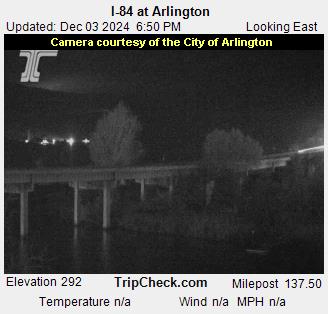 I-84 at Arlington
Updated: Dec 03 2024 6:50 PM Looking East
Camera courtesy of the City of Arlington
Elevation 292 TripCheck.com Milepost 137.50
Temperature n/a Wind n/a MPH n/a